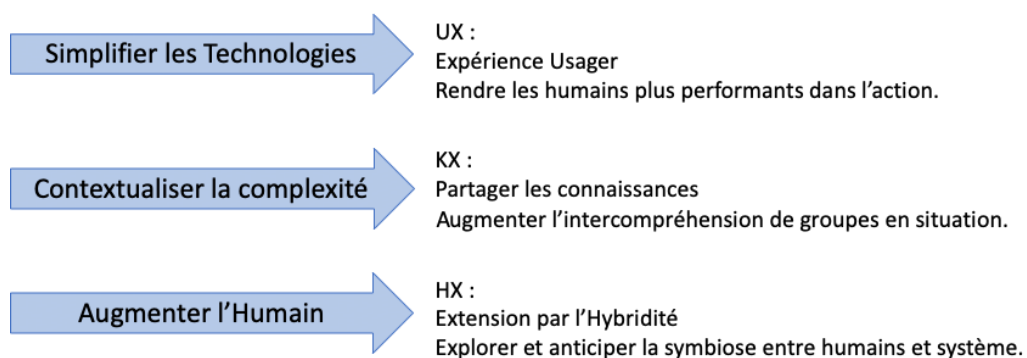 Simplifier les Technologies
UX :
Expérience Usager
Rendre les humains plus performants dans l’action.
Contextualiser la complexité
KX :
Partager les connaissances
Augmenter l’intercompréhension de groupes en situation.
Augmenter l’Humain
HX :
Extension par l’Hybridité
Explorer et anticiper la symbiose entre humains et système.